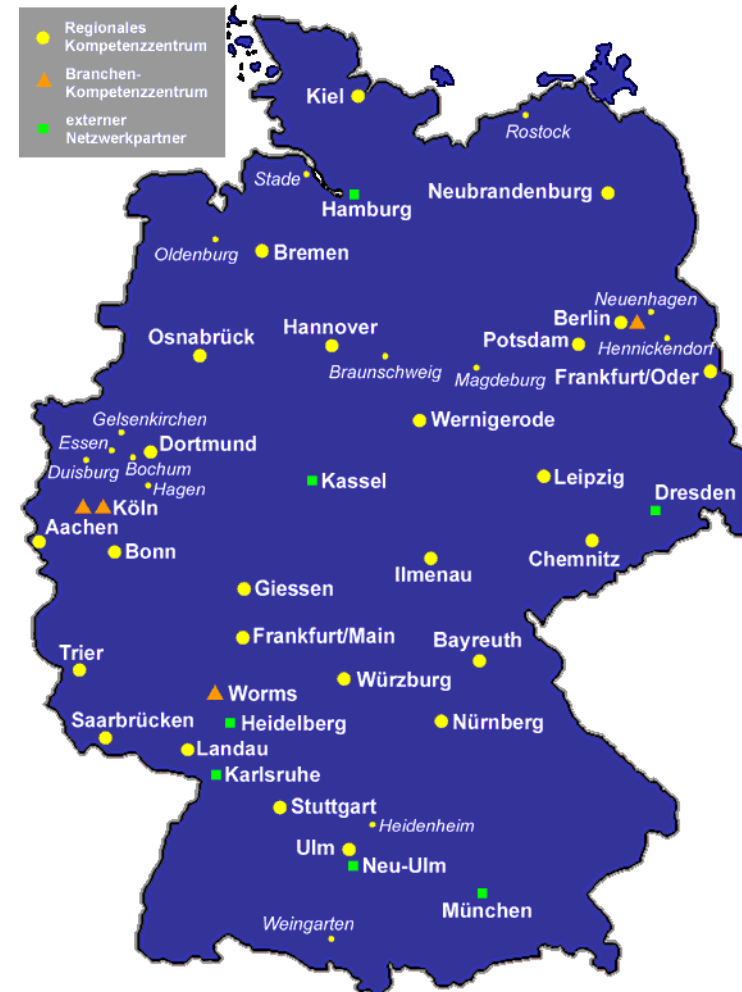 Regionales
Kompetenzzentrum
Branchen-
Kompetenzzentrum
externer
Netzwerkpartner
Kiel
Rostock
Stade
Hamburg
Neubrandenburg
Oldenburg
Bremen
Neuenhagen
Berlin
Hannover
Osnabrück
Potsdam
Hennickendorf
Braunschweig
Magdeburg
Frankfurt/Oder
Gelsenkirchen
Wernigerode
Essen
Dortmund
Duisburg
Bochum
Hagen
Kassel
Leipzig
Dresden
Köln
Aachen
Bonn
Chemnitz
Ilmenau
Giessen
Frankfurt/Main
Bayreuth
Trier
Würzburg
Worms
Saarbrücken
Heidelberg
Nürnberg
Landau
Karlsruhe
Stuttgart
Heidenheim
Ulm
Neu-Ulm
München
Weingarten